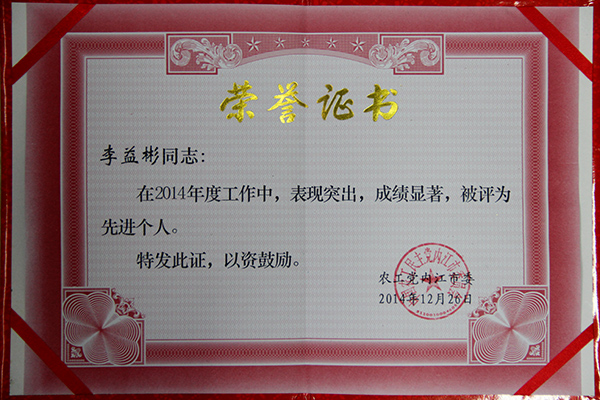 荣誉证书
李益彬同志：
在2014年度工作中，表现突出，成绩显著，被评为
先进个人。
特发此证，以资鼓励。
农工党内江市委
2014年12月26日